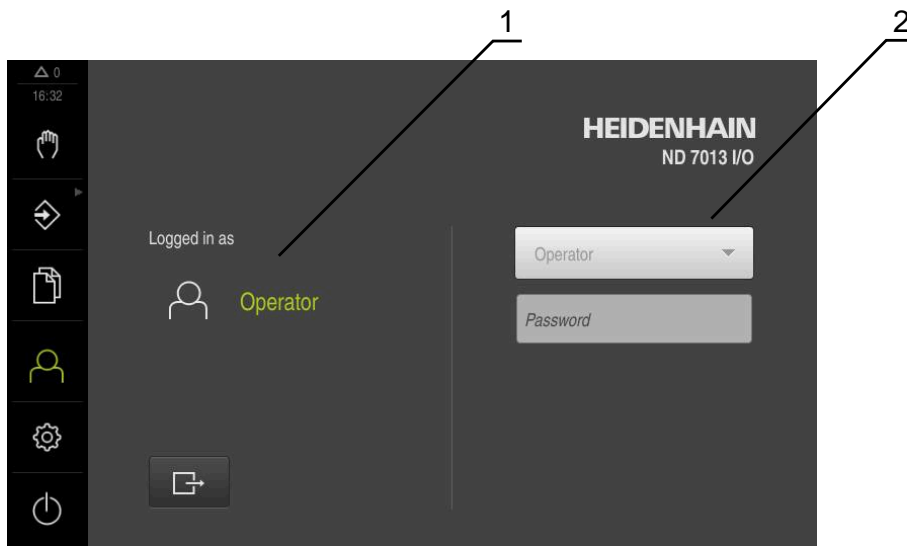 1
2
△ 0
16:32
HEIDENHAIN
ND 7013 I/O
Logged in as
Operator
Operator
Password